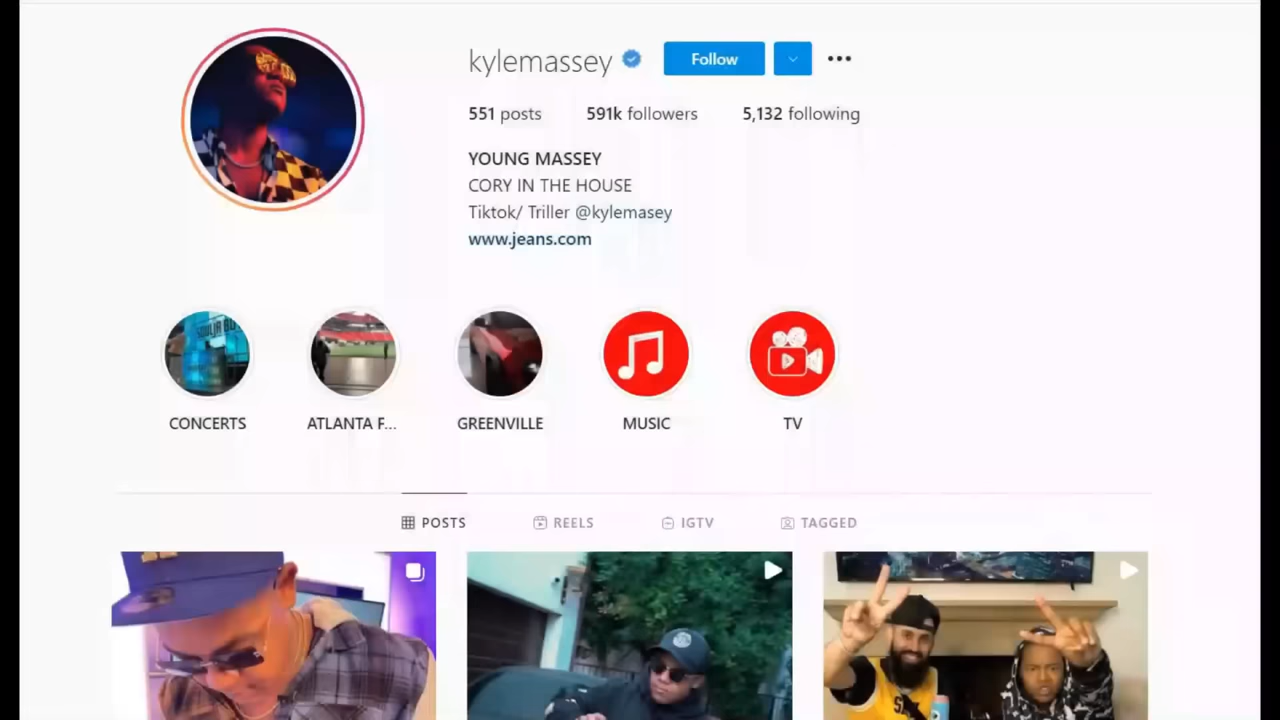 kylemassey
Follow
551 posts 591k followers 5,132 following
YOUNG MASSEY
CORY IN THE HOUSE
Tiktok/ Triller @kylemasey
www.jeans.com
CONCERTS ATLANTA F... GREENVILLE MUSIC TV
POSTS REELS IGTV TAGGED